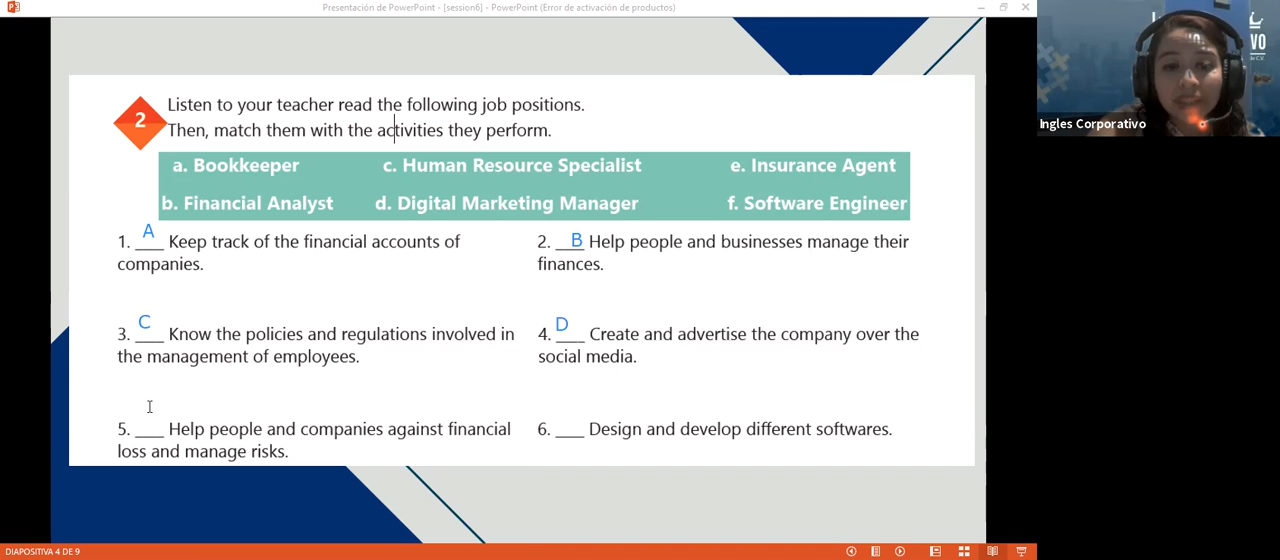 Presentación de PowerPoint - [session6] - PowerPoint (Error de activación de productos)
Ingles Corporativo
2
Listen to your teacher read the following job positions.
Then, match them with the activities they perform.
a. Bookkeeper c. Human Resource Specialist e. Insurance Agent
b. Financial Analyst d. Digital Marketing Manager f. Software Engineer
1. A Keep track of the financial accounts of
companies.
2. B Help people and businesses manage their
finances.
3. C Know the policies and regulations involved in
the management of employees.
4. D Create and advertise the company over the
social media.
5. ___ Help people and companies against financial
loss and manage risks.
6. ___ Design and develop different softwares.
DIAPOSITIVA 4 DE 9